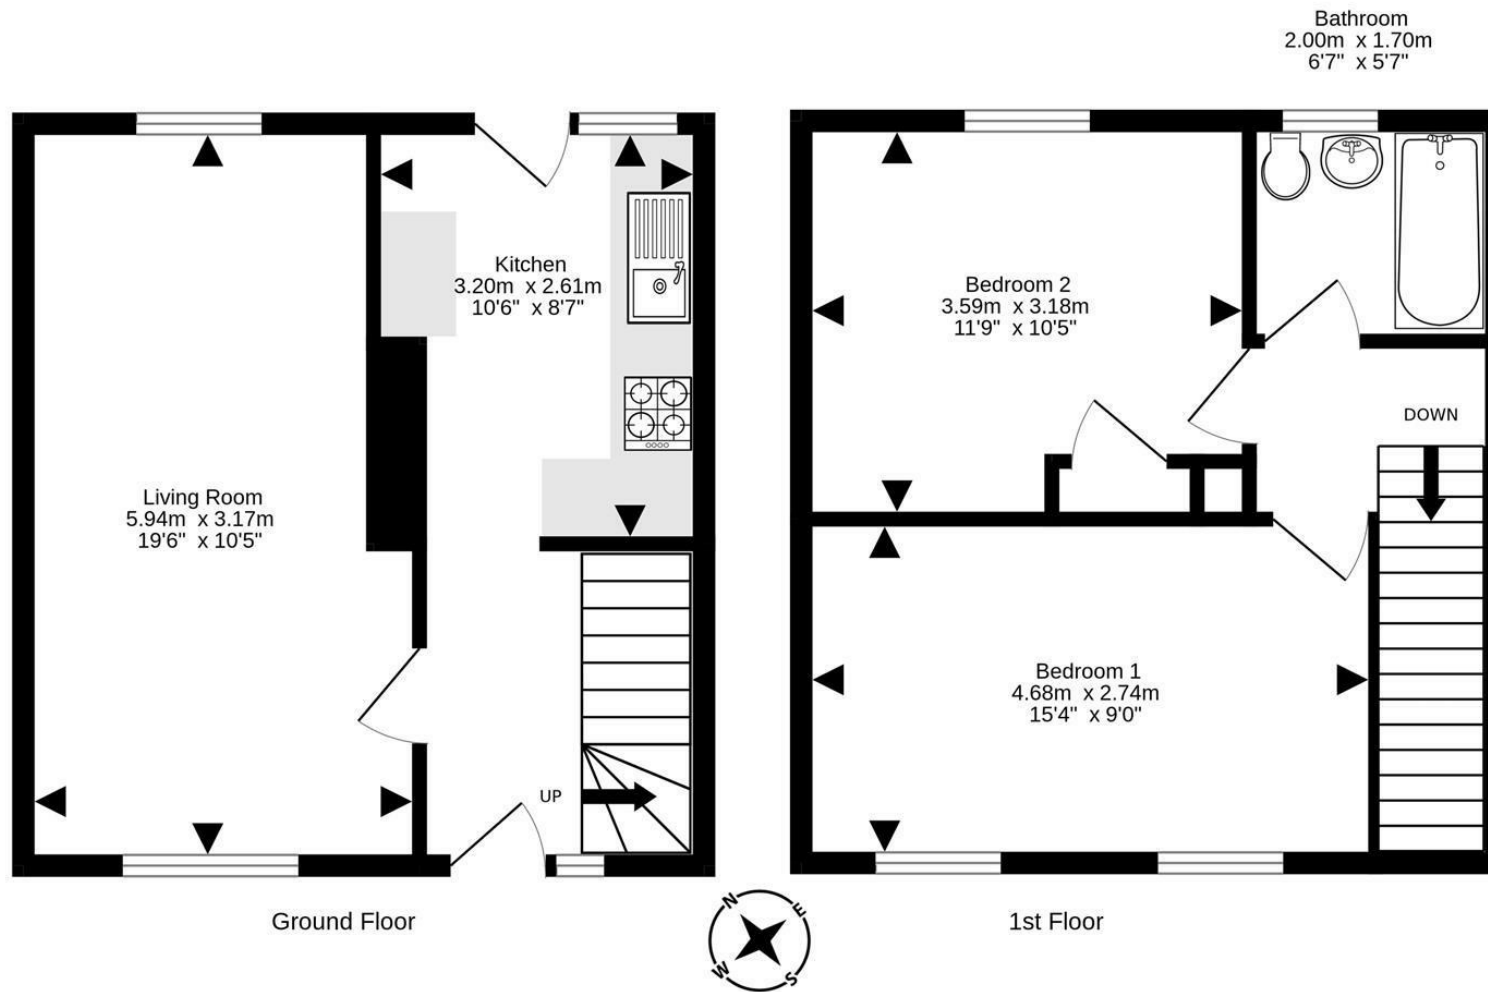 Bathroom
2.00m x 1.70m
6'7" x 5'7"
Kitchen
3.20m x 2.61m
10'6" x 8'7"
Living Room
5.94m x 3.17m
19'6" x 10'5"
UP
Ground Floor
Bedroom 2
3.59m x 3.18m
11'9" x 10'5"
DOWN
Bedroom 1
4.68m x 2.74m
15'4" x 9'0"
1st Floor
N
E
W
S